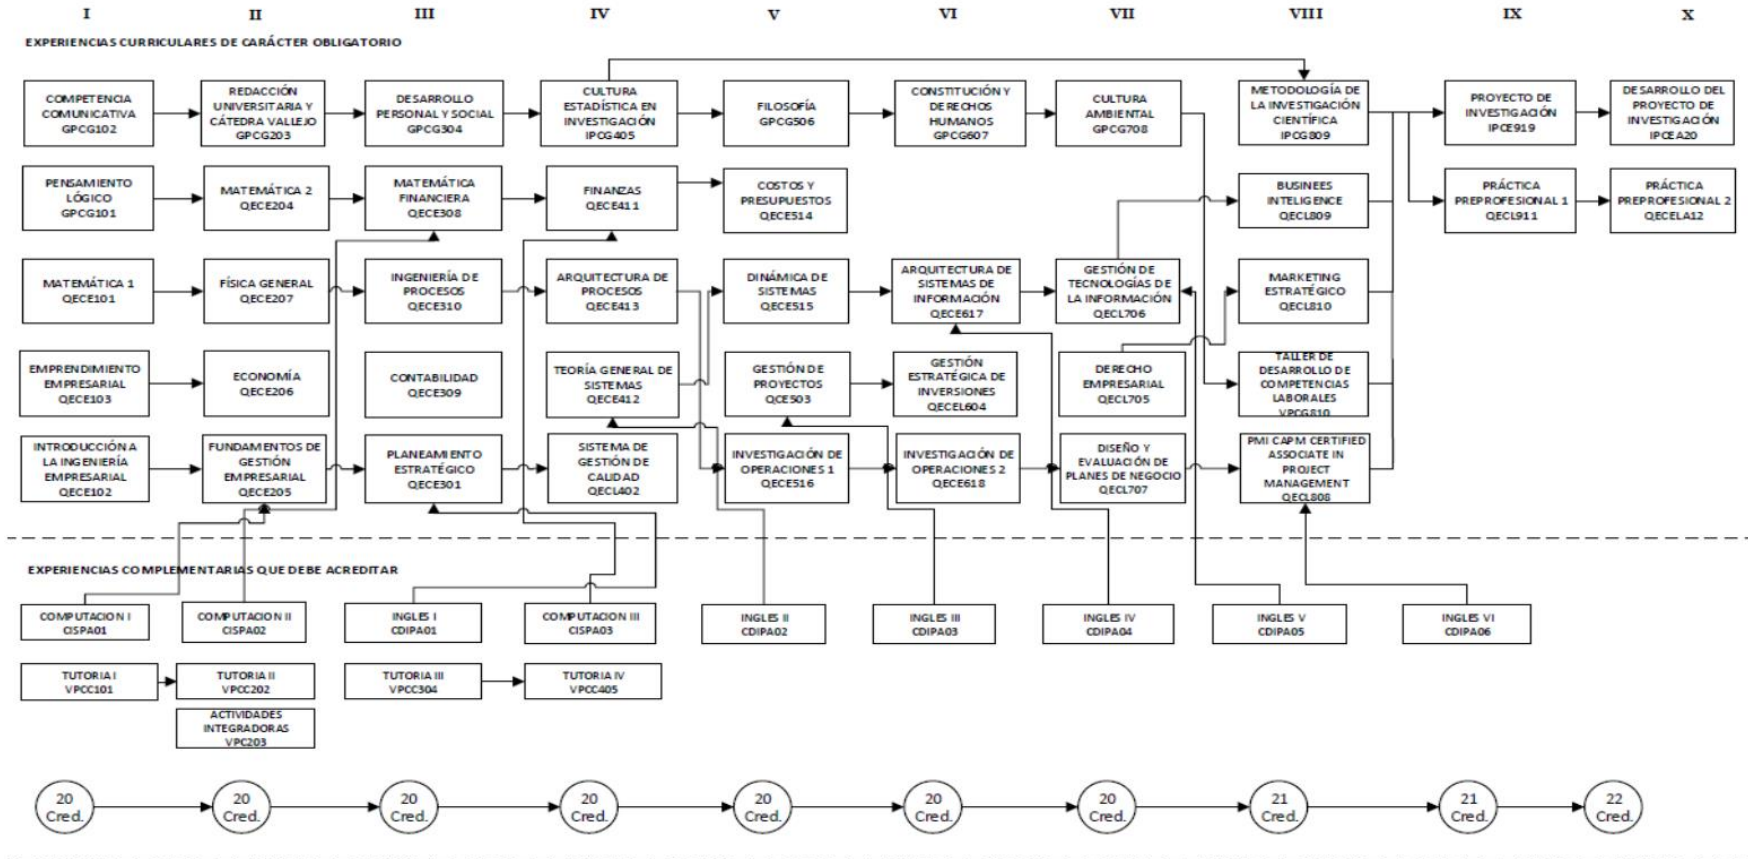 I II III IV V VI VII VIII IX X
EXPERIENCIAS CURRICULARES DE CARÁCTER OBLIGATORIO
COMPETENCIA
COMUNICATIVA
GPCG102
REDACCIÓN
UNIVERSITARIA Y
CÁTEDRA VALLEJO
GPCG203
DESARROLLO
PERSONAL Y SOCIAL
GPCG304
CULTURA
ESTADÍSTICA EN
INVESTIGACIÓN
IPCG405
FILOSOFÍA
GPCG506
CONSTITUCIÓN Y
DERECHOS
HUMANOS
GPCG607
CULTURA
AMBIENTAL
GPCG708
METODOLOGÍA DE
LA INVESTIGACIÓN
CIENTÍFICA
IPCG809
PROYECTO DE
INVESTIGACIÓN
IPCE919
DESARROLLO DEL
PROYECTO DE
INVESTIGACIÓN
IPCEA20
PENSAMIENTO
LÓGICO
GPCG101
MATEMÁTICA 2
QECE204
MATEMÁTICA
FINANCIERA
QECE308
FINANZAS
QECE411
COSTOS Y
PRESUPUESTOS
QECE514
BUSINEES
INTELIGENCE
QECL809
PRÁCTICA
PREPROFESIONAL 1
QECL911
PRÁCTICA
PREPROFESIONAL 2
QECELA12
MATEMÁTICA 1
QECE101
FÍSICA GENERAL
QECE207
INGENIERÍA DE
PROCESOS
QECE310
ARQUITECTURA DE
PROCESOS
QECE413
DINÁMICA DE
SISTEMAS
QECE515
ARQUITECTURA DE
SISTEMAS DE
INFORMACIÓN
QECE617
GESTIÓN DE
TECNOLOGÍAS DE
LA INFORMACIÓN
QECL706
MARKETING
ESTRATÉGICO
QECL810
EMPRENDIMIENTO
EMPRESARIAL
QECE103
ECONOMÍA
QECE206
CONTABILIDAD
QECE309
TEORÍA GENERAL DE
SISTEMAS
QECE412
GESTIÓN DE
PROYECTOS
QCE503
GESTIÓN
ESTRATÉGICA DE
INVERSIONES
QECEL604
DERECHO
EMPRESARIAL
QECL705
TALLER DE
DESARROLLO DE
COMPETENCIAS
LABORALES
VPCG810
INTRODUCCIÓN A
LA INGENIERÍA
EMPRESARIAL
QECE102
FUNDAMENTOS DE
GESTIÓN
EMPRESARIAL
QECE205
PLANEAMIENTO
ESTRATÉGICO
QECE301
SISTEMA DE
GESTIÓN DE
CALIDAD
QECL402
INVESTIGACIÓN DE
OPERACIONES 1
QECE516
INVESTIGACIÓN DE
OPERACIONES 2
QECE618
DISEÑO Y
EVALUACIÓN DE
PLANES DE NEGOCIO
QECL707
PMI CAPM CERTIFIED
ASSOCIATE IN
PROJECT
MANAGEMENT
QECL808
EXPERIENCIAS COMPLEMENTARIAS QUE DEBE ACREDITAR
COMPUTACION I
CISPA01
COMPUTACION II
CISPA02
INGLES I
CDIPA01
COMPUTACION III
CISPA03
INGLES II
CDIPA02
INGLES III
CDIPA03
INGLES IV
CDIPA04
INGLES V
CDIPA05
INGLES VI
CDIPA06
TUTORIA I
VPCC101
TUTORIA II
VPCC202
TUTORIA III
VPCC304
TUTORIA IV
VPCC405
ACTIVIDADES
INTEGRADORAS
VPC203
20
Cred.
20
Cred.
20
Cred.
20
Cred.
20
Cred.
20
Cred.
20
Cred.
21
Cred.
21
Cred.
22
Cred.